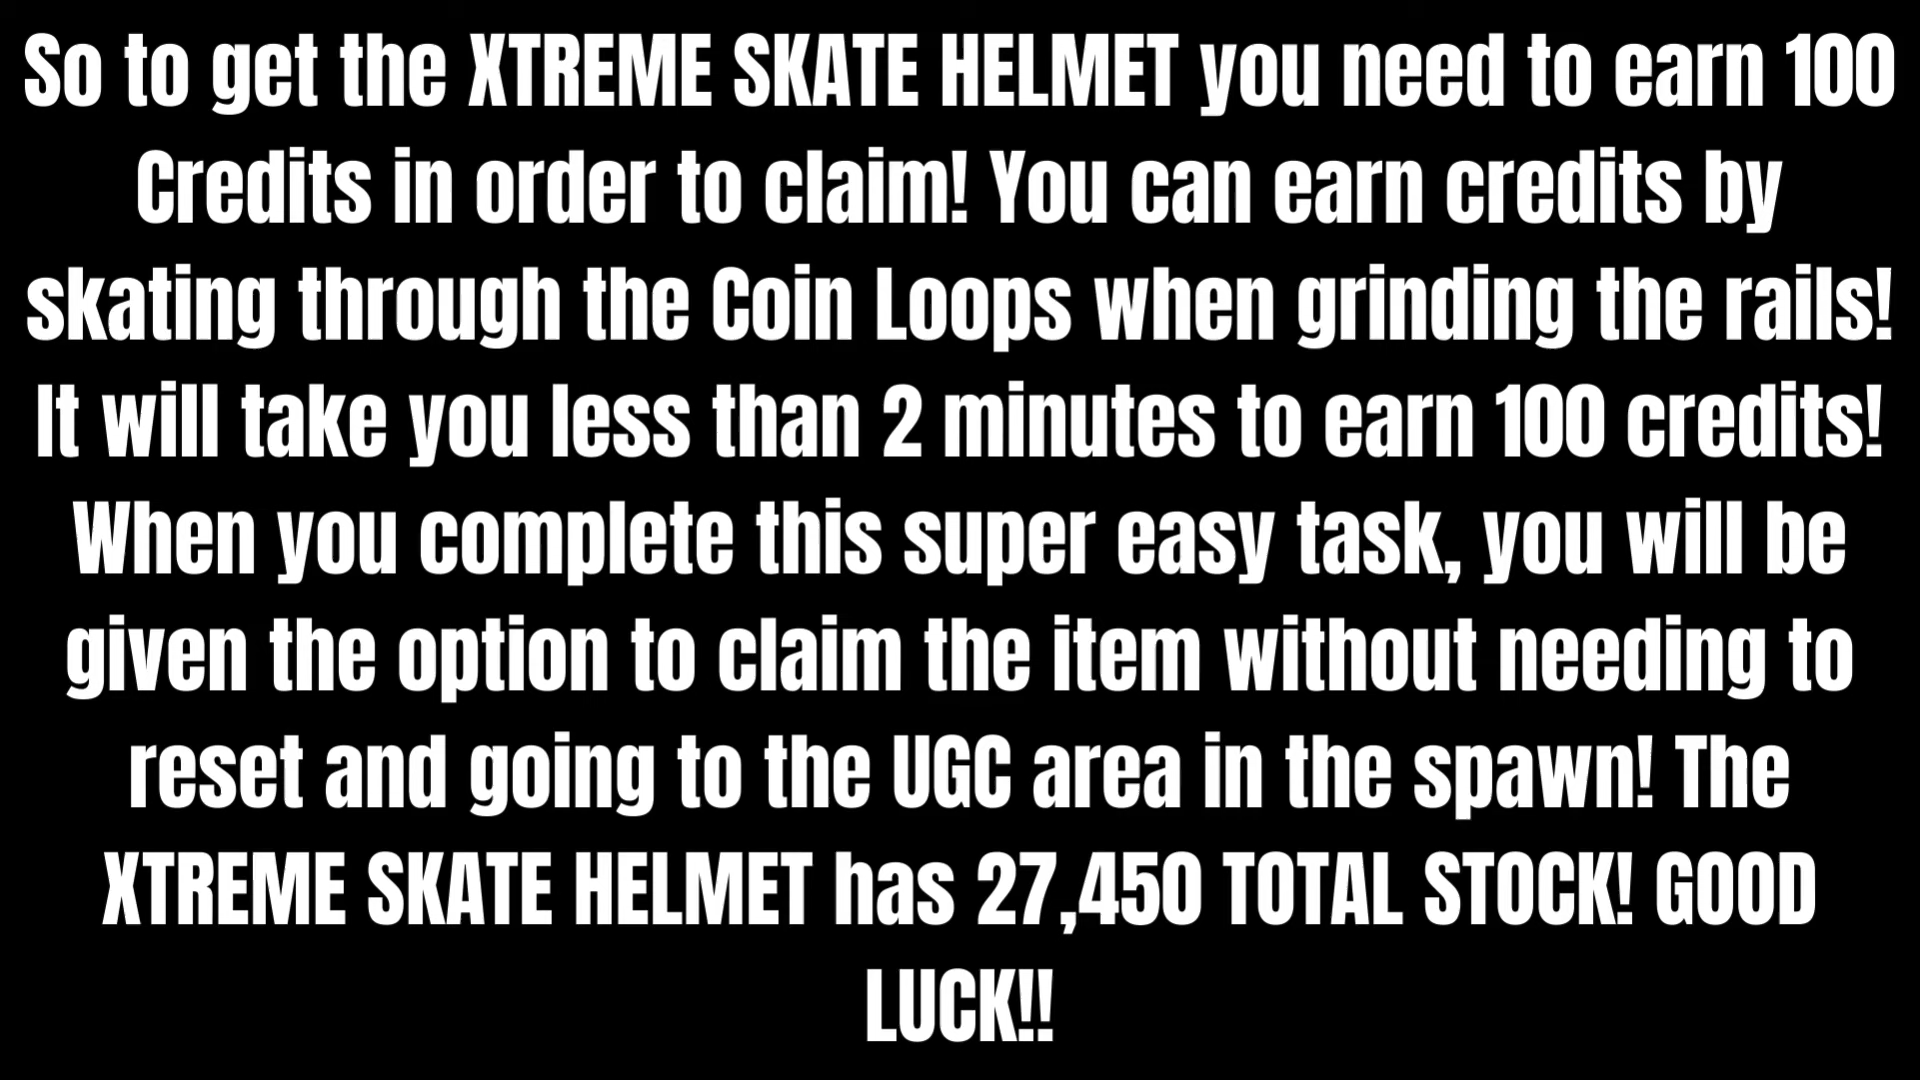 So to get the XTREME SKATE HELMET you need to earn 100
Credits in order to claim! You can earn credits by
skating through the Coin Loops when grinding the rails!
It will take you less than 2 minutes to earn 100 credits!
When you complete this super easy task, you will be
given the option to claim the item without needing to
reset and going to the UGC area in the spawn! The
XTREME SKATE HELMET has 27,450 TOTAL STOCK! GOOD
LUCK!!